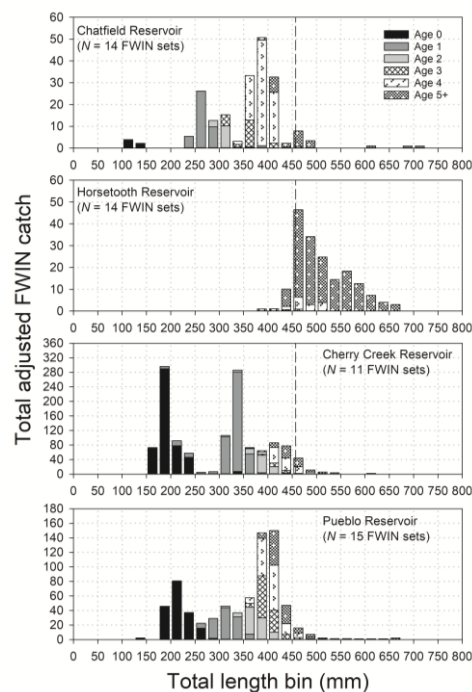 Total adjusted FWIN catch
60
50
40
30
20
10
0
Chatfield Reservoir
(N = 14 FWIN sets)
Age 0
Age 1
Age 2
Age 3
Age 4
Age 5+
0 50 100 150 200 250 300 350 400 450 500 550 600 650 700 750 800
60
50
40
30
20
10
0
Horsetooth Reservoir
(N = 14 FWIN sets)
0 50 100 150 200 250 300 350 400 450 500 550 600 650 700 750 800
360
320
280
240
200
160
120
80
40
0
Cherry Creek Reservoir
(N = 11 FWIN sets)
0 50 100 150 200 250 300 350 400 450 500 550 600 650 700 750 800
180
160
140
120
100
80
60
40
20
0
Pueblo Reservoir
(N = 15 FWIN sets)
0 50 100 150 200 250 300 350 400 450 500 550 600 650 700 750 800
Total length bin (mm)